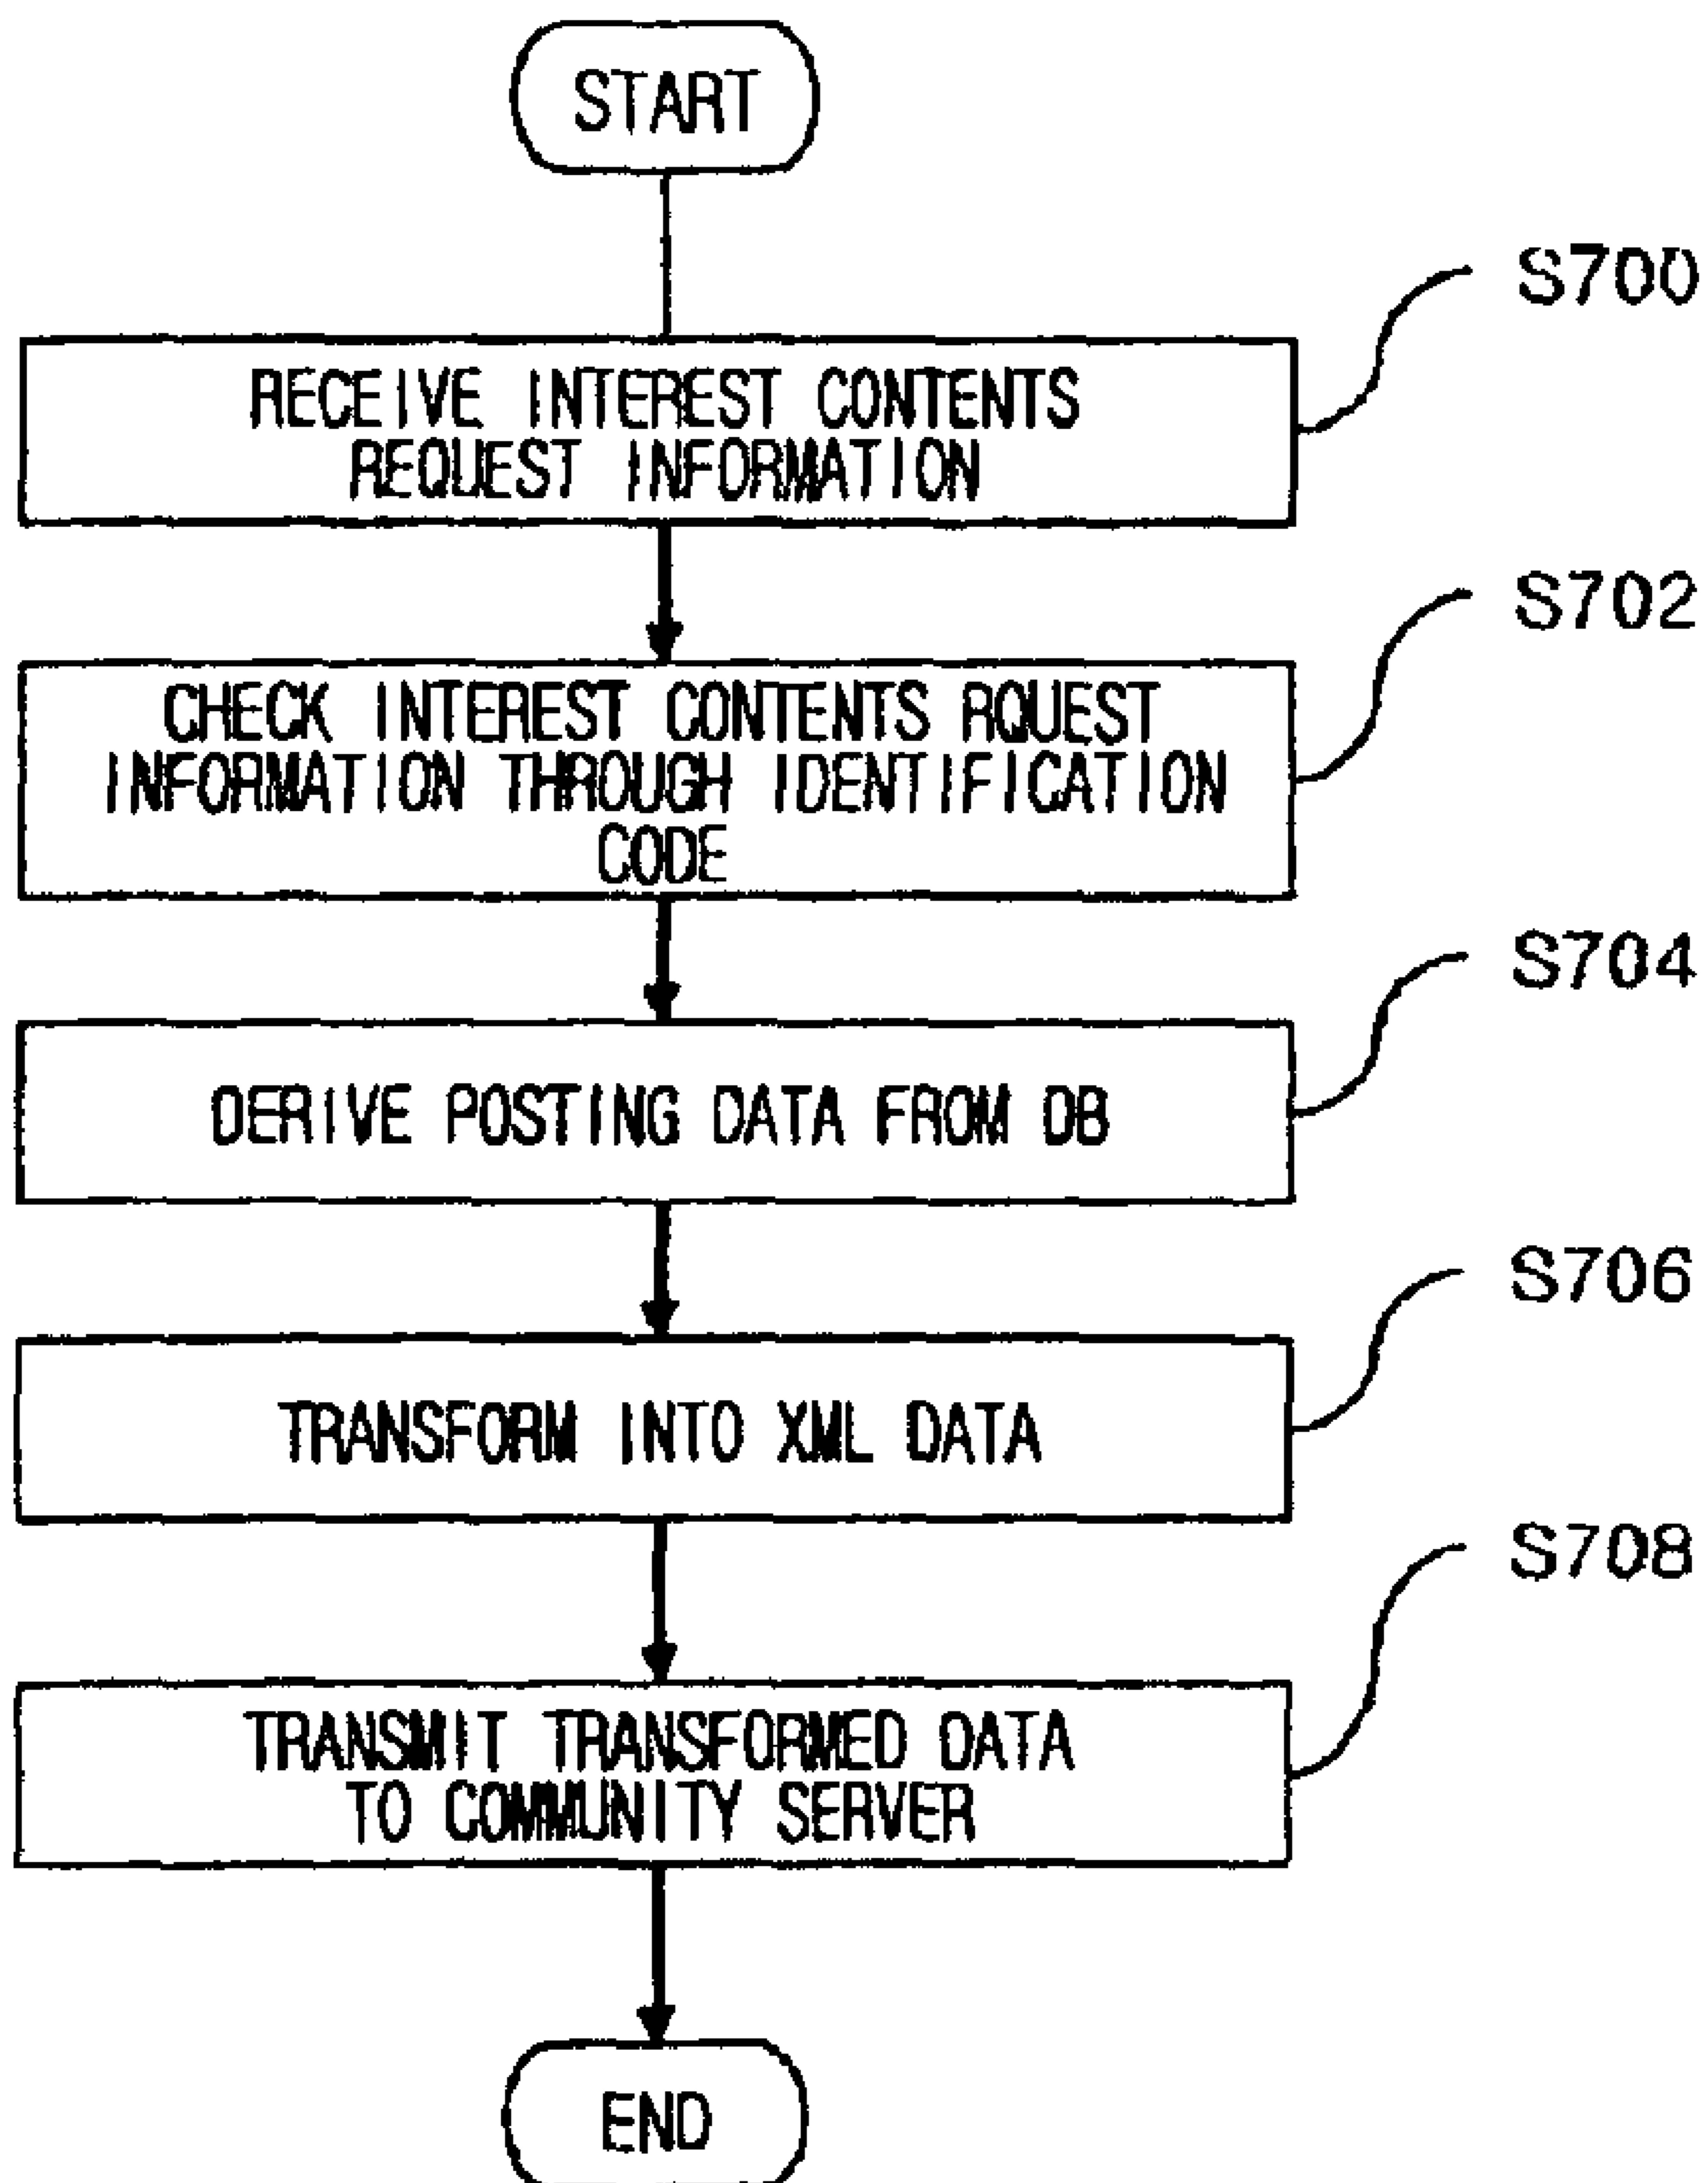 START
S700
RECEIVE INTEREST CONTENTS
REQUEST INFORMATION
S702
CHECK INTEREST CONTENTS RQUEST
INFORMATION THROUGH IDENTIFICATION
CODE
S704
DERIVE POSTING DATA FROM DB
S706
TRANSFORM INTO XML DATA
S708
TRANSMIT TRANSFORMED DATA
TO COMMUNITY SERVER
END